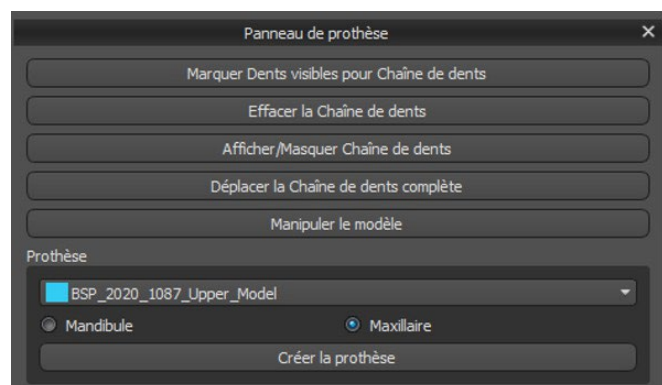 Panneau de prothèse
Marquer Dents visibles pour Chaîne de dents
Effacer la Chaîne de dents
Afficher/Masquer Chaîne de dents
Déplacer la Chaîne de dents complète
Manipuler le modèle
Prothèse
BSP_2020_1087_Upper_Model
Mandibule Maxillaire
Créer la prothèse